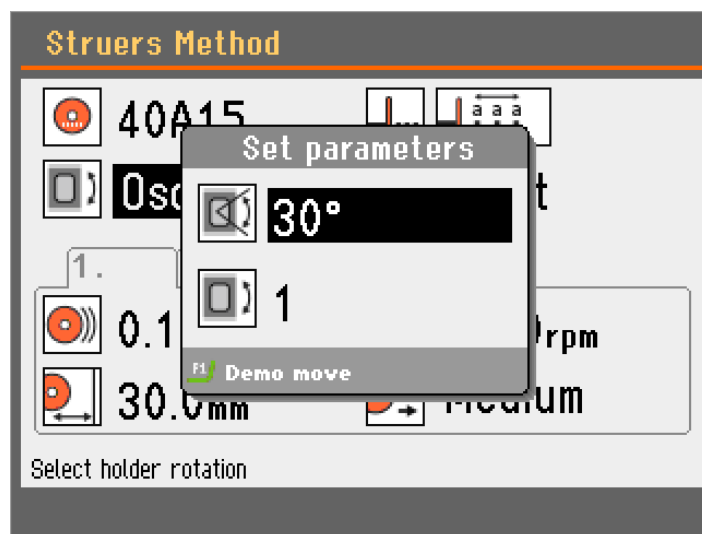 Struers Method
40A15
a a a
Set parameters
30°
1
1.
0.1
rpm
F1 Demo move
30.0mm
Medium
Select holder rotation